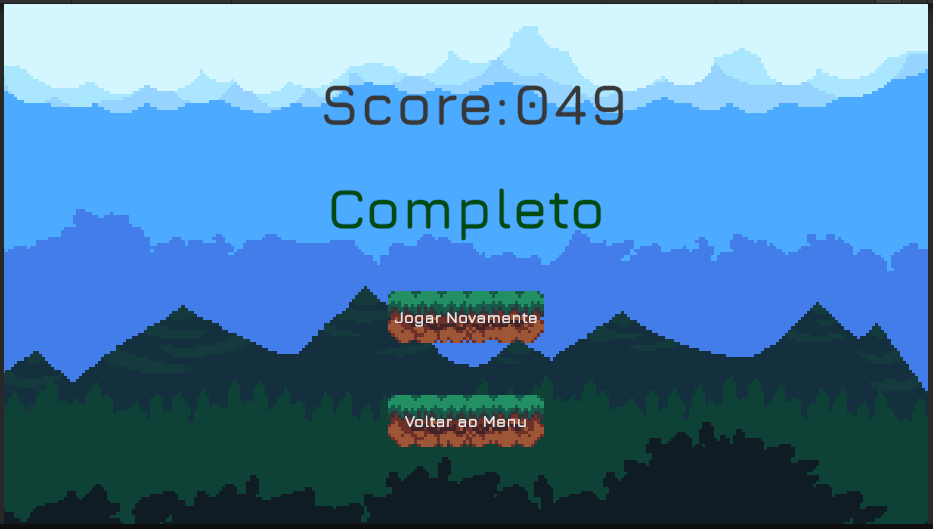 Score:049
Completo
Jogar Novamente
Voltar ao Menu